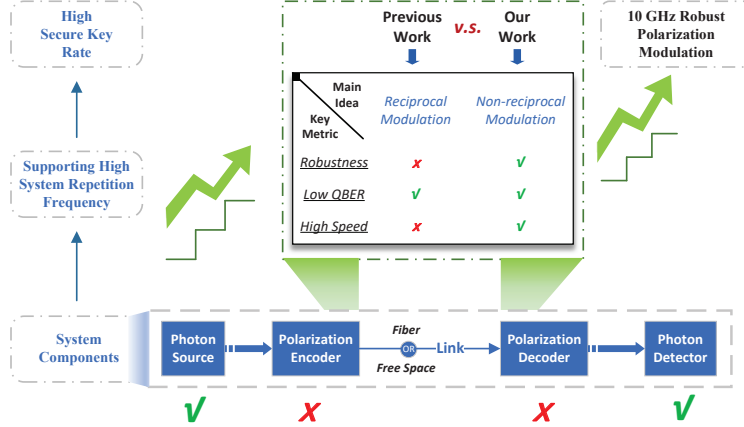 High
Secure Key
Rate
Supporting High
System Repetition
Frequency
System
Components
Previous
Work
v.s.
Our
Work
Main
Idea
Key
Metric
Reciprocal
Modulation
Non-reciprocal
Modulation
Robustness x √
Low QBER √ √
High Speed x √
10 GHz Robust
Polarization
Modulation
Photon
Source
Polarization
Encoder
Fiber
OR
Free Space
Link
Polarization
Decoder
Photon
Detector
√ X X √